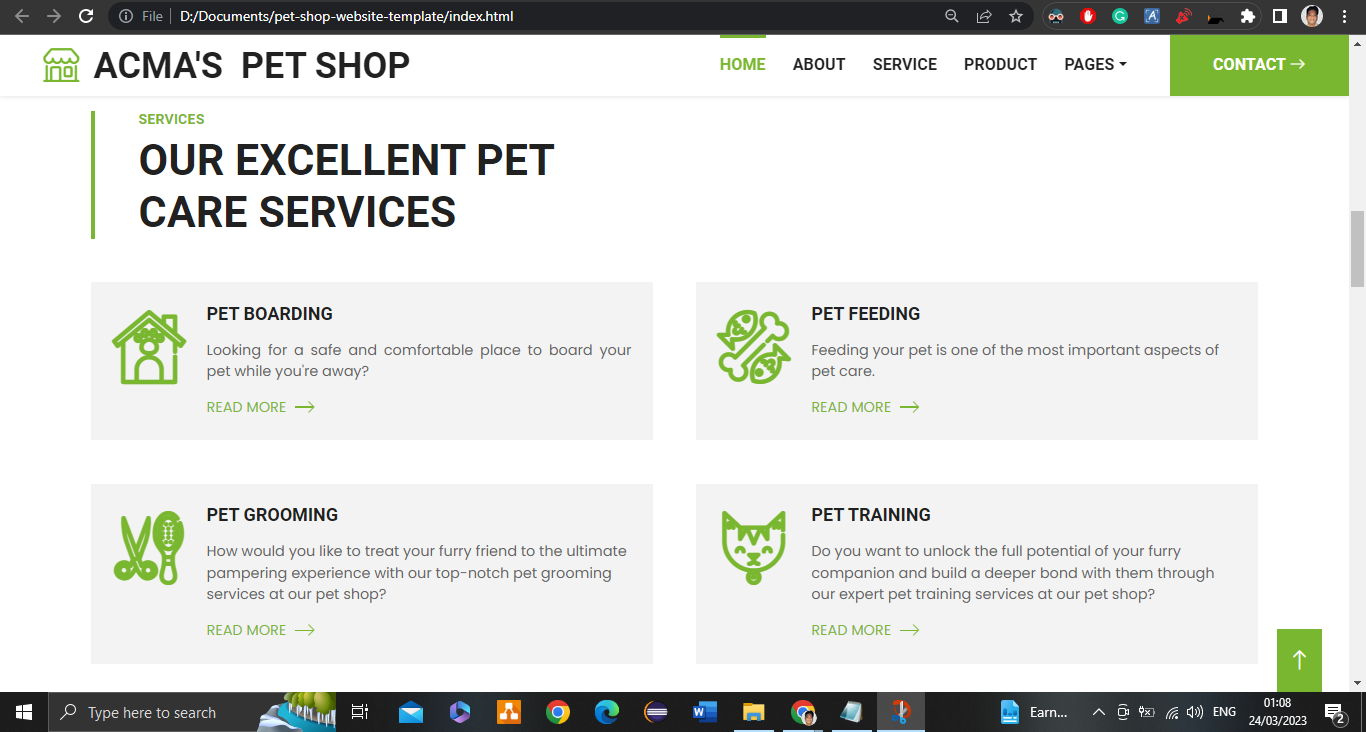 File | D:/Documents/pet-shop-website-template/index.html
ACMA'S PET SHOP
HOME ABOUT SERVICE PRODUCT PAGES CONTACT →
SERVICES
OUR EXCELLENT PET
CARE SERVICES
PET BOARDING
Looking for a safe and comfortable place to board your
pet while you're away?
READ MORE →
PET FEEDING
Feeding your pet is one of the most important aspects of
pet care.
READ MORE →
PET GROOMING
How would you like to treat your furry friend to the ultimate
pampering experience with our top-notch pet grooming
services at our pet shop?
READ MORE →
PET TRAINING
Do you want to unlock the full potential of your furry
companion and build a deeper bond with them through
our expert pet training services at our pet shop?
READ MORE →
Type here to search
Earn...
ENG
01:08
24/03/2023
2